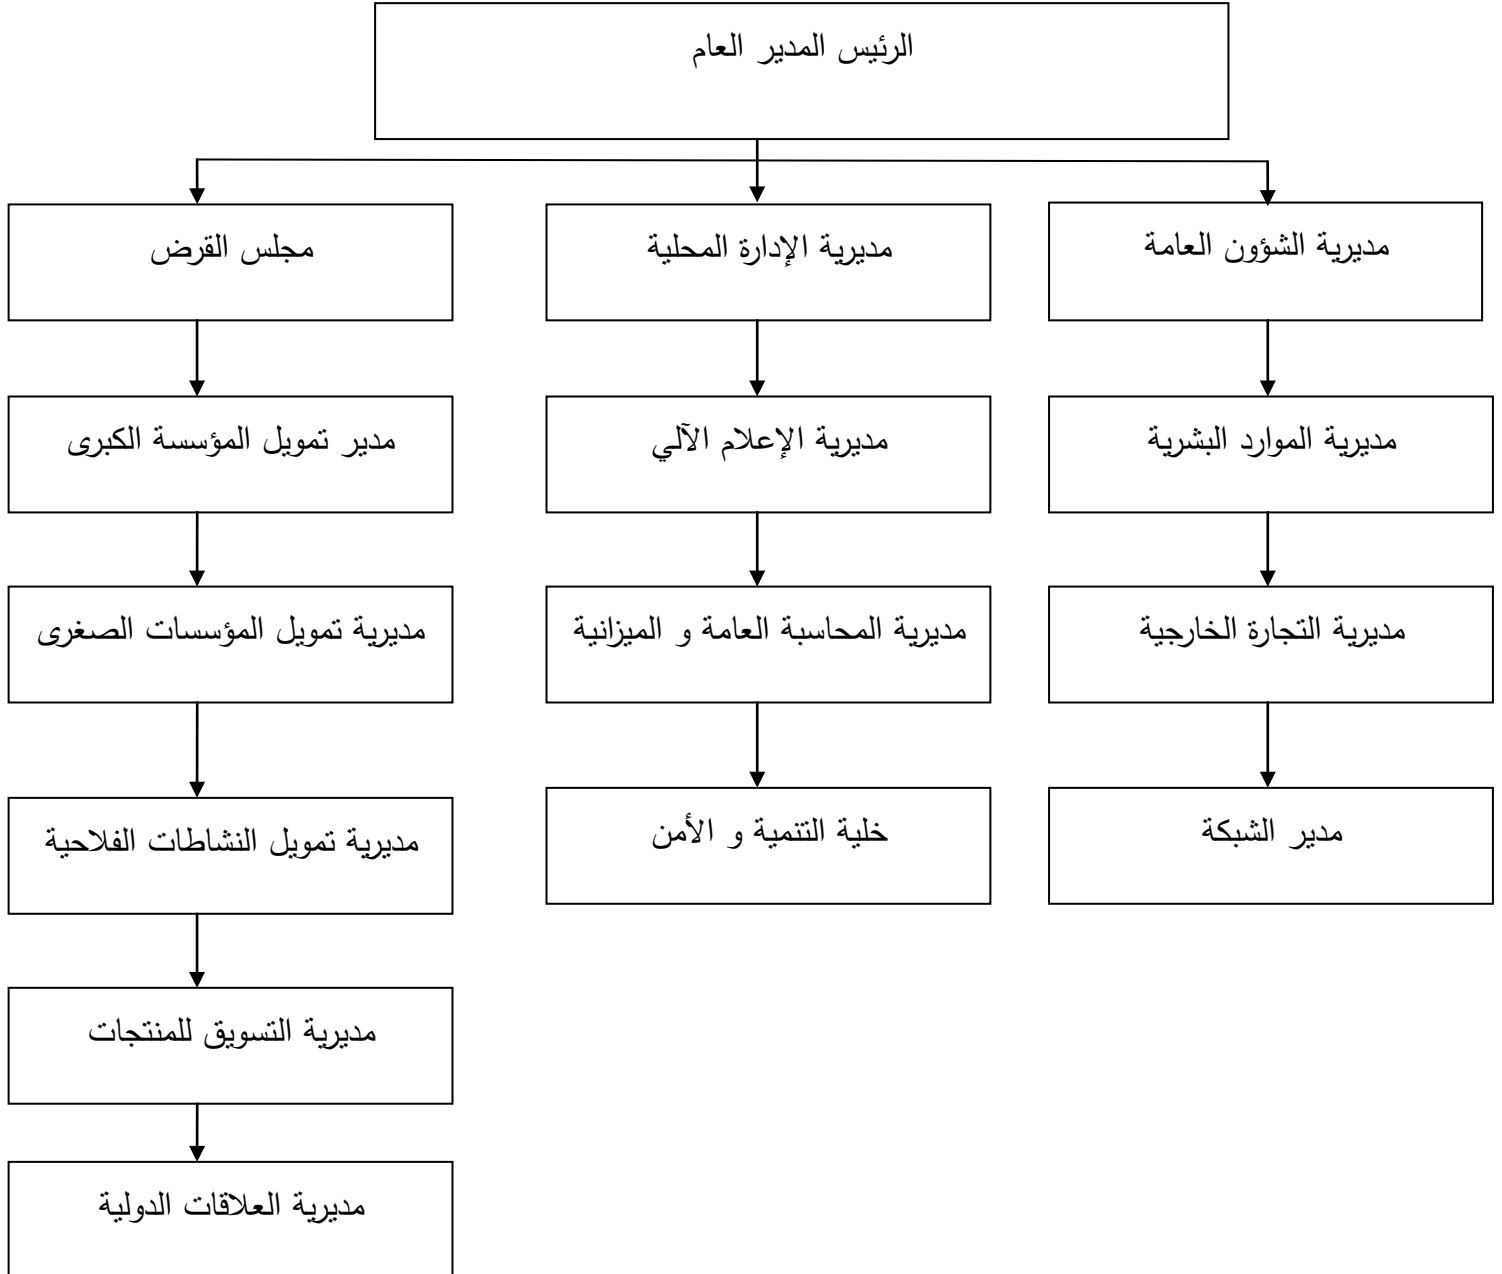 الرئيس المدير العام
مديرية الشؤون العامة
مديرية الإدارة المحلية
مجلس القرض
مديرية الموارد البشرية
مديرية الإعلام الآلي
مدير تمويل المؤسسة الكبرى
مديرية التجارة الخارجية
مديرية المحاسبة العامة و الميزانية
مديرية تمويل المؤسسات الصغرى
مدير الشبكة
خلية التنمية و الأمن
مديرية تمويل النشاطات الفلاحية
مديرية التسويق للمنتجات
مديرية العلاقات الدولية